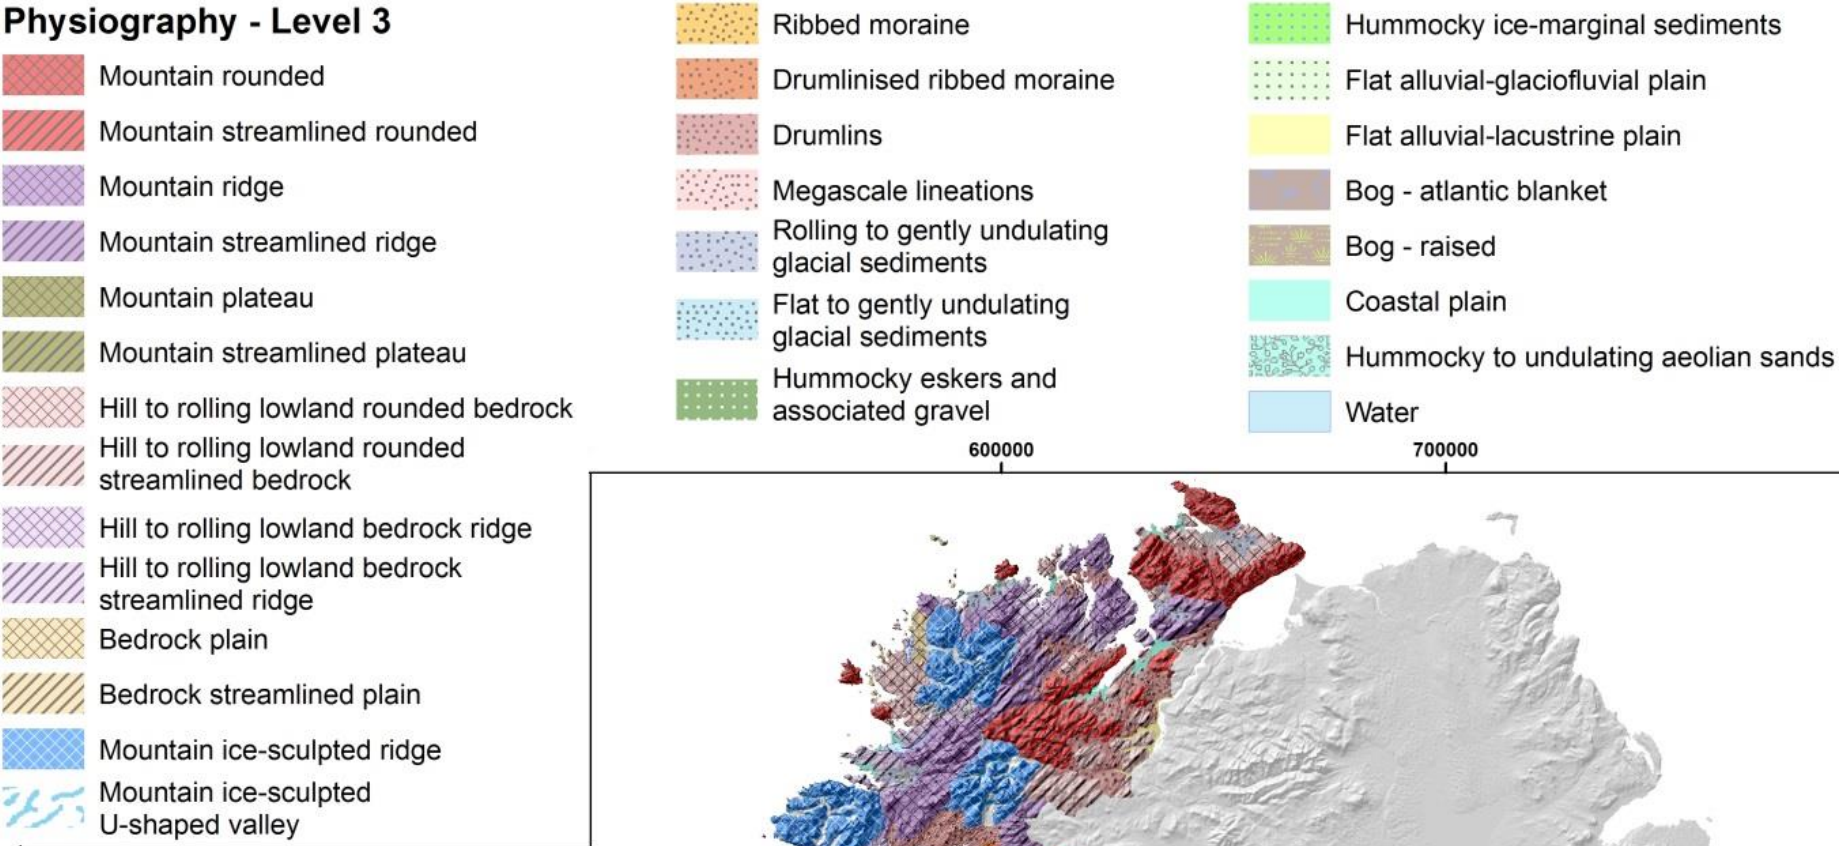 Physiography - Level 3
Mountain rounded
Mountain streamlined rounded
Mountain ridge
Mountain streamlined ridge
Mountain plateau
Mountain streamlined plateau
Hill to rolling lowland rounded bedrock
Hill to rolling lowland rounded
streamlined bedrock
Hill to rolling lowland bedrock ridge
Hill to rolling lowland bedrock
streamlined ridge
Bedrock plain
Bedrock streamlined plain
Mountain ice-sculpted ridge
Mountain ice-sculpted
U-shaped valley
Ribbed moraine
Drumlinised ribbed moraine
Drumlins
Megascale lineations
Rolling to gently undulating
glacial sediments
Flat to gently undulating
glacial sediments
Hummocky eskers and
associated gravel
Hummocky ice-marginal sediments
Flat alluvial-glaciofluvial plain
Flat alluvial-lacustrine plain
Bog - atlantic blanket
Bog - raised
Coastal plain
Hummocky to undulating aeolian sands
Water
600000
700000